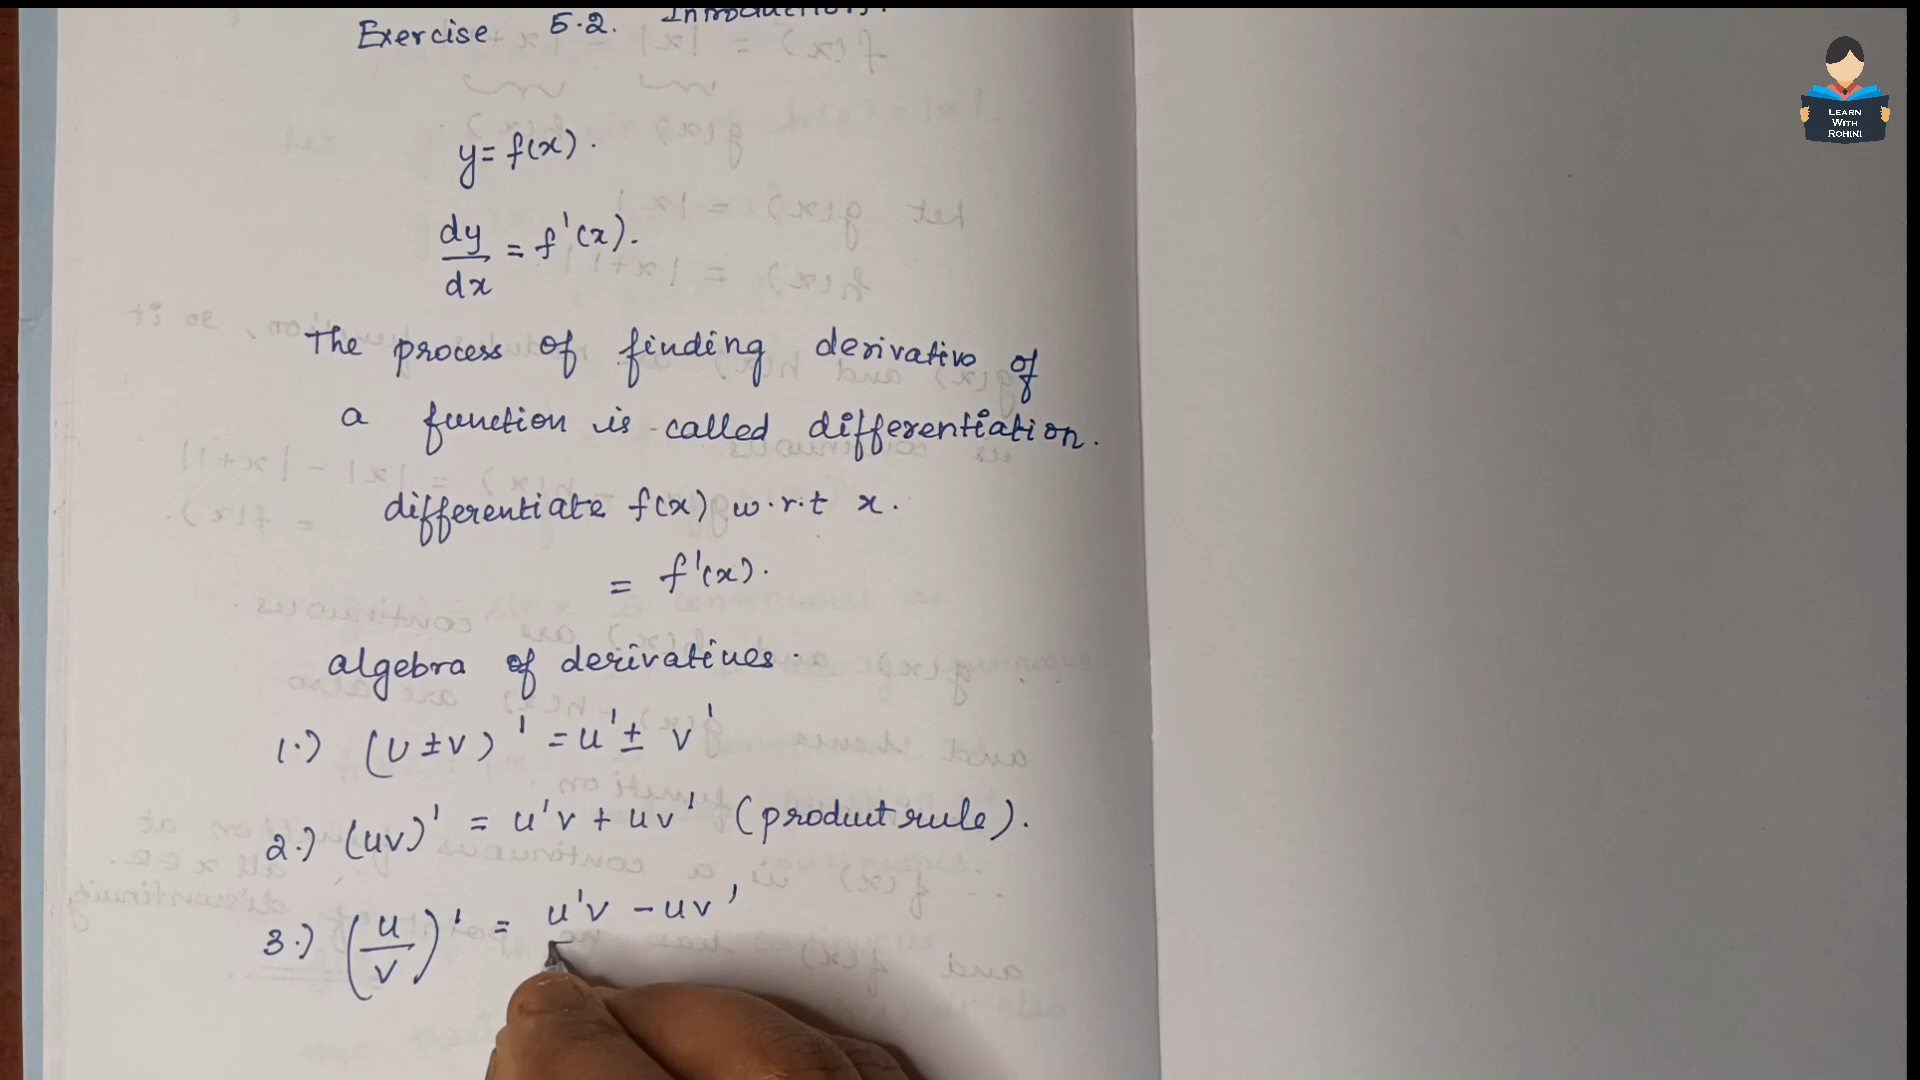 Exercise 5.2. Introduction.
y = f(x).
dy/dx = f'(x).
The process of finding derivative of
a function is called differentiation.
differentiate f(x) w.r.t x.
= f'(x).
algebra of derivatives.
1.) (u ± v)' = u' ± v'
2.) (uv)' = u'v + uv' (product rule).
3.) (u/v)' = u'v - uv'
LEARN
WITH
ROHINI